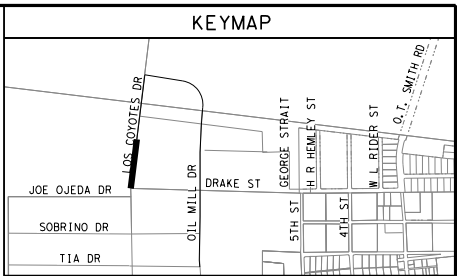 KEYMAP
LOS COYOTES DR
OIL MILL DR
GEORGE STRAIT
H R HEMLEY ST
W L RIDER ST
O. T. SMITH RD
JOE OJEDA DR
DRAKE ST
SOBRINO DR
5TH ST
4TH ST
TIA DR